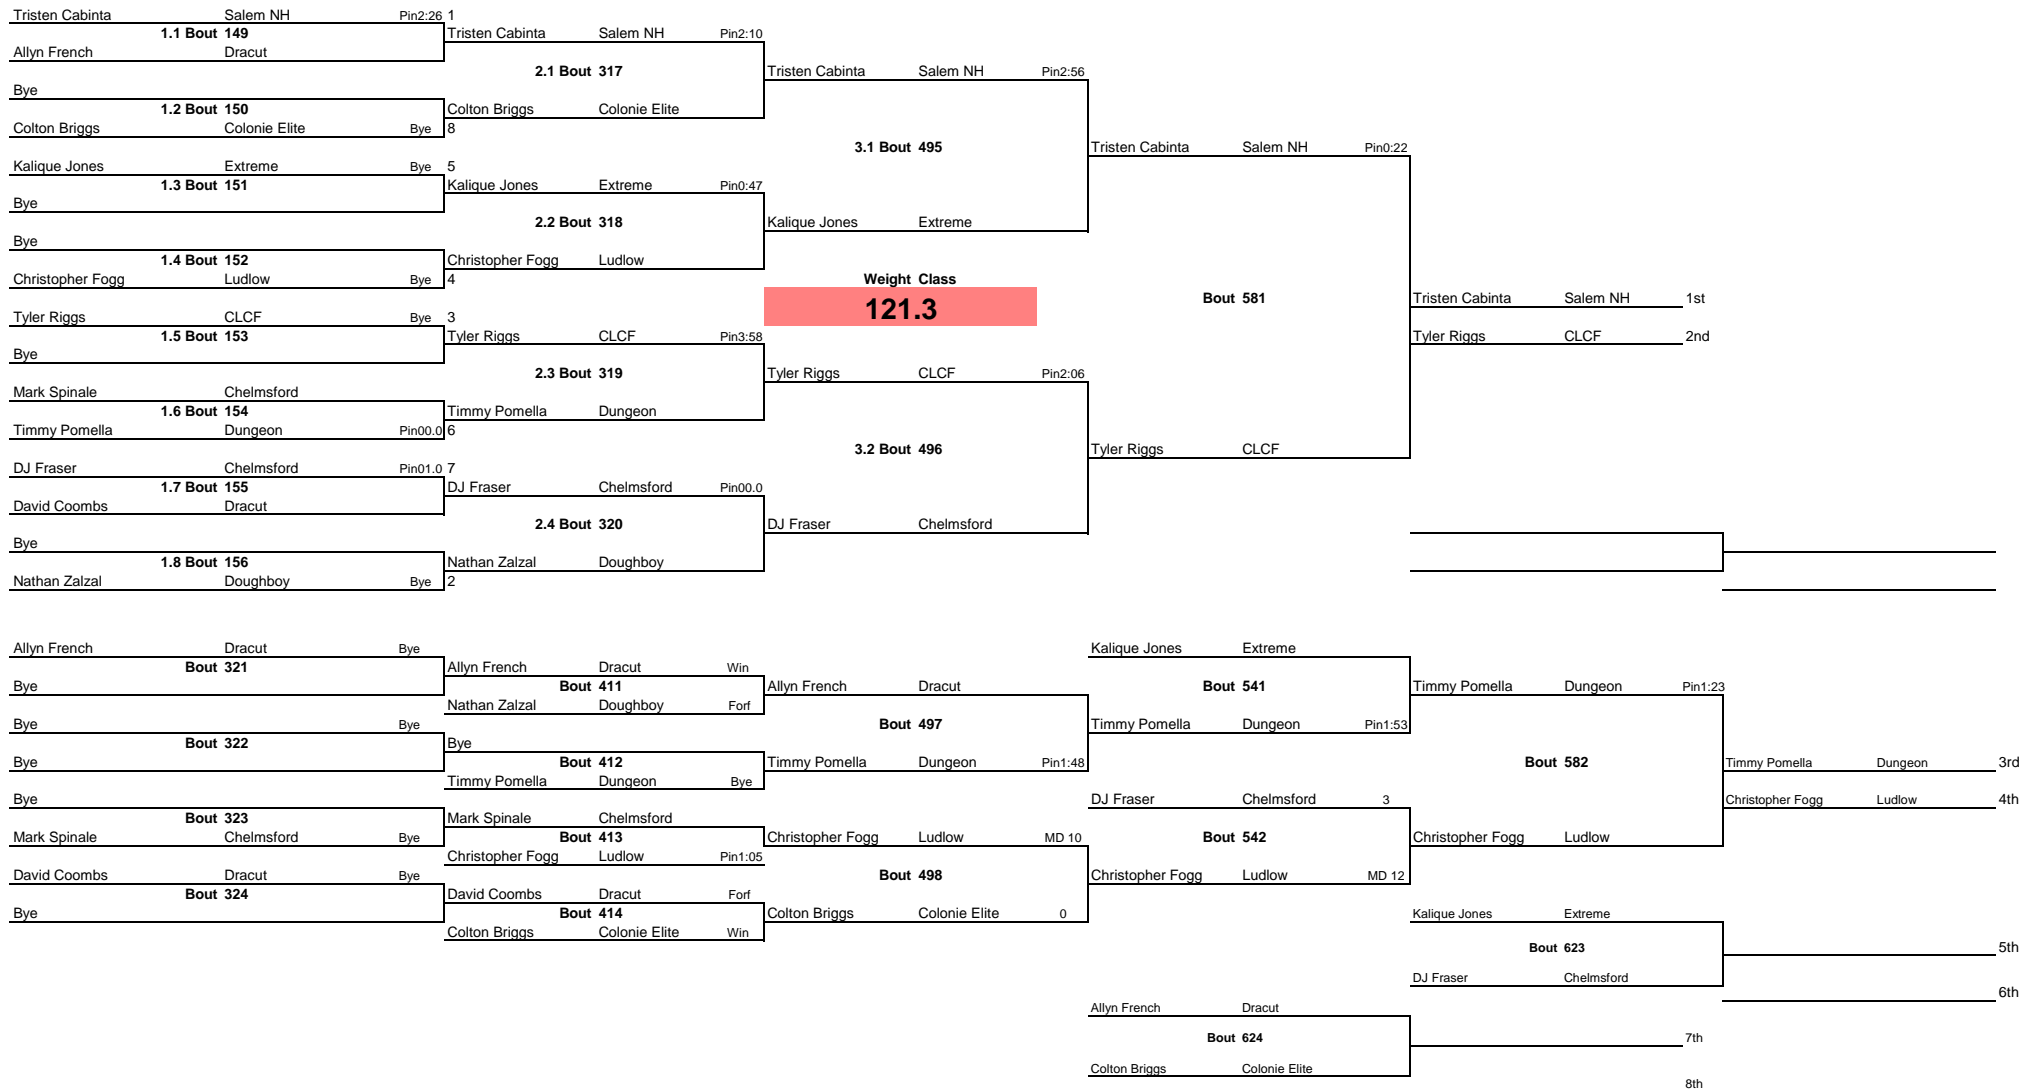 Tristen Cabinta Salem NH Pin2:26 1
1.1 Bout 149
Allyn French Dracut
Bye
1.2 Bout 150
Colton Briggs Colonie Elite Bye 8
Kalique Jones Extreme Bye 5
1.3 Bout 151
Bye
Bye
1.4 Bout 152
Christopher Fogg Ludlow Bye 4
Tyler Riggs CLCF Bye 3
1.5 Bout 153
Bye
Mark Spinale Chelmsford
1.6 Bout 154
Timmy Pomella Dungeon Pin00.0 6
DJ Fraser Chelmsford Pin01.0 7
1.7 Bout 155
David Coombs Dracut
Bye
1.8 Bout 156
Nathan Zalzal Doughboy Bye 2
Tristen Cabinta Salem NH Pin2:10
2.1 Bout 317
Colton Briggs Colonie Elite
Kalique Jones Extreme Pin0:47
2.2 Bout 318
Christopher Fogg Ludlow
Tyler Riggs CLCF Pin3:58
2.3 Bout 319
Timmy Pomella Dungeon
DJ Fraser Chelmsford Pin00.0
2.4 Bout 320
Nathan Zalzal Doughboy
Tristen Cabinta Salem NH Pin2:56
3.1 Bout 495
Kalique Jones Extreme
Weight Class
121.3
Tyler Riggs CLCF Pin2:06
3.2 Bout 496
DJ Fraser Chelmsford
Tristen Cabinta Salem NH Pin0:22
Bout 581
Tyler Riggs CLCF
Tristen Cabinta Salem NH 1st
Tyler Riggs CLCF 2nd
Allyn French Dracut Bye
Bout 321
Bye
Bye Bye
Bout 322
Bye
Bye
Bout 323
Mark Spinale Chelmsford Bye
David Coombs Dracut Bye
Bout 324
Bye
Allyn French Dracut Win
Bout 411
Nathan Zalzal Doughboy Forf
Bye
Bout 412
Timmy Pomella Dungeon Bye
Mark Spinale Chelmsford
Bout 413
Christopher Fogg Ludlow Pin1:05
David Coombs Dracut Forf
Bout 414
Colton Briggs Colonie Elite Win
Allyn French Dracut
Bout 497
Timmy Pomella Dungeon Pin1:48
Christopher Fogg Ludlow MD 10
Bout 498
Colton Briggs Colonie Elite 0
Kalique Jones Extreme
Bout 541
Timmy Pomella Dungeon Pin1:53
DJ Fraser Chelmsford 3
Bout 542
Christopher Fogg Ludlow MD 12
Timmy Pomella Dungeon Pin1:23
Bout 582
Christopher Fogg Ludlow
Timmy Pomella Dungeon 3rd
Christopher Fogg Ludlow 4th
Kalique Jones Extreme
Bout 623
DJ Fraser Chelmsford
5th
6th
Allyn French Dracut
Bout 624
Colton Briggs Colonie Elite
7th
8th